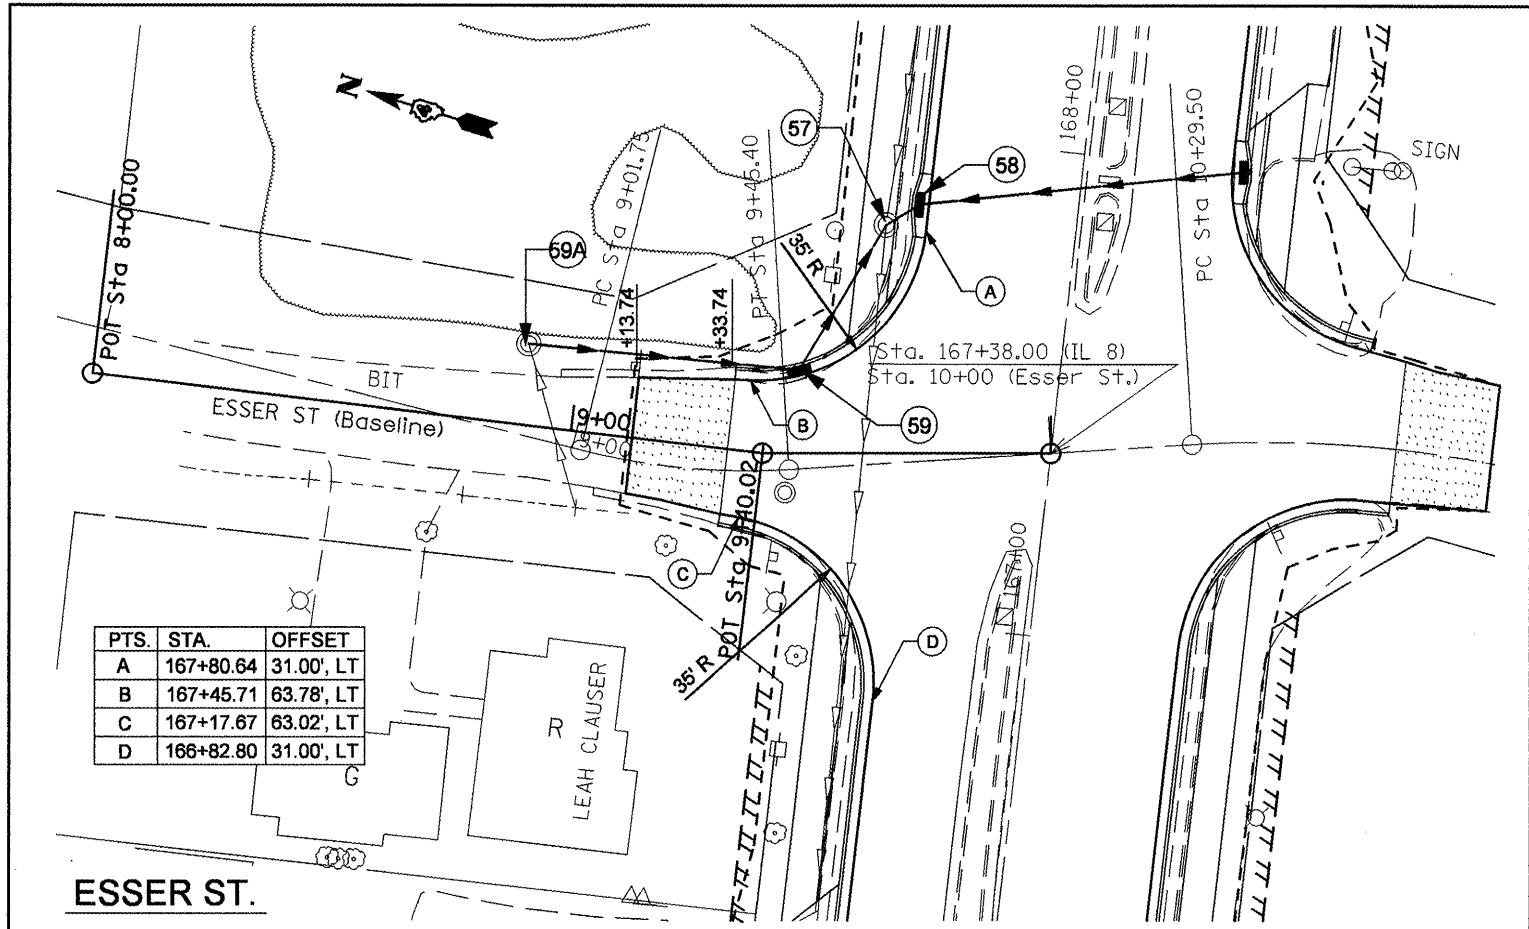 N
POT Sta 8+00.00
59A
PC Sta 9+01.75
+13.74
+33.74
PT Sta 9+45.40
57
58
35' R
A
168+00
PC Sta 10+29.50
SIGN
Sta. 167+38.00 (IL 8)
Sta. 10+00 (Esser St.)
BIT
ESSER ST (Baseline)
9+00
9+00
B
59
POT Sta 9+40.02
C
35' R
D
167+00
PTS. STA. OFFSET
A 167+80.64 31.00', LT
B 167+45.71 63.78', LT
C 167+17.67 63.02', LT
D 166+82.80 31.00', LT
G
R
LEAH CLAUSER
ESSER ST.